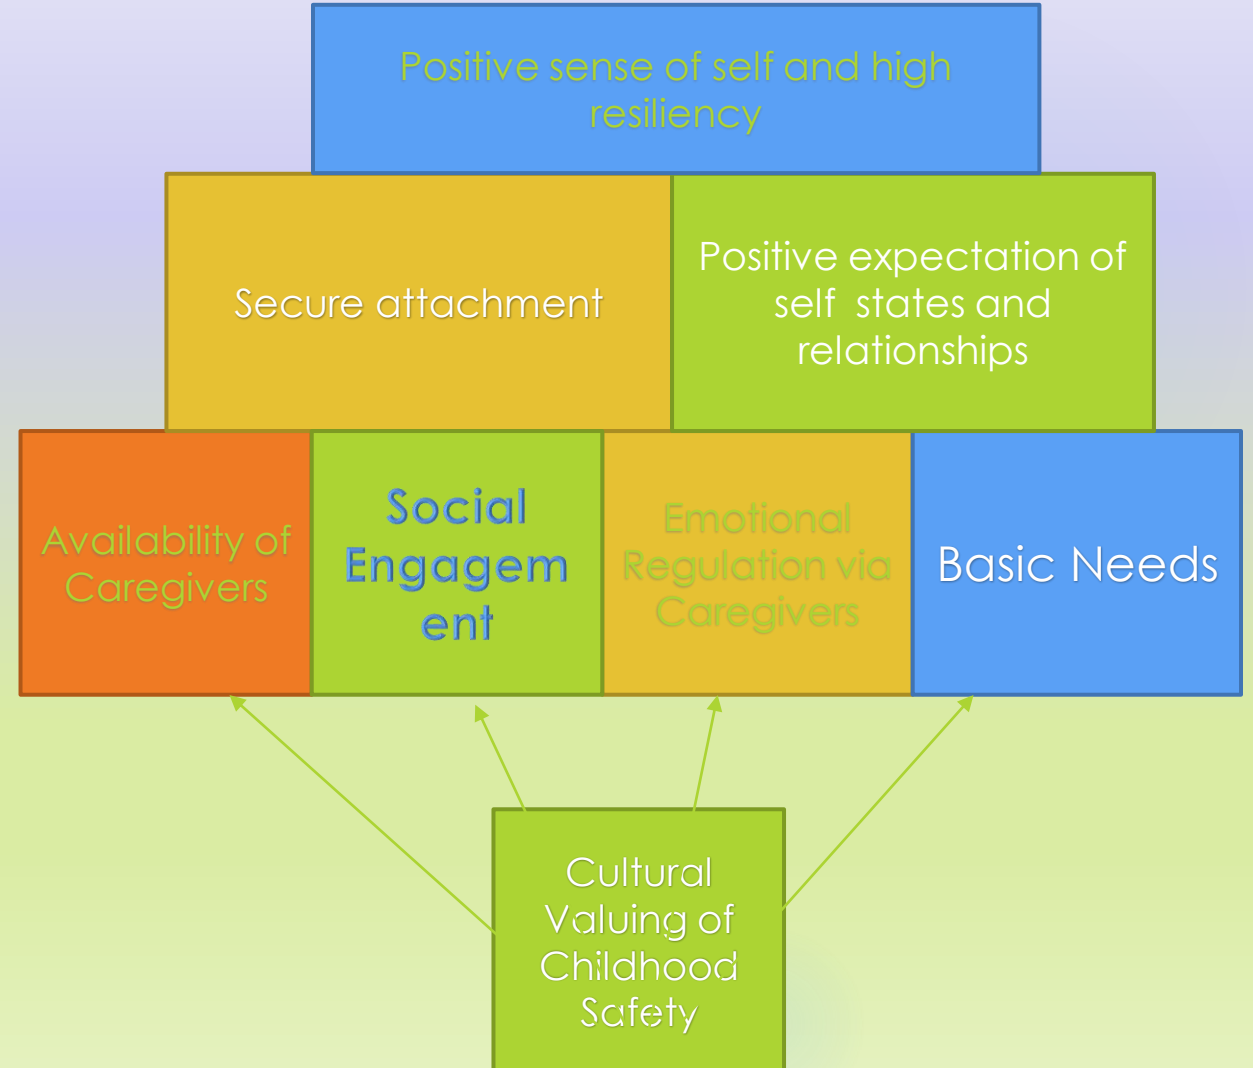 Positive sense of self and high
resiliency
Secure attachment
Positive expectation of
self states and
relationships
Availability of
Caregivers
Social
Engagem
ent
Emotional
Regulation via
Caregivers
Basic Needs
Cultural
Valuing of
Childhood
Safety